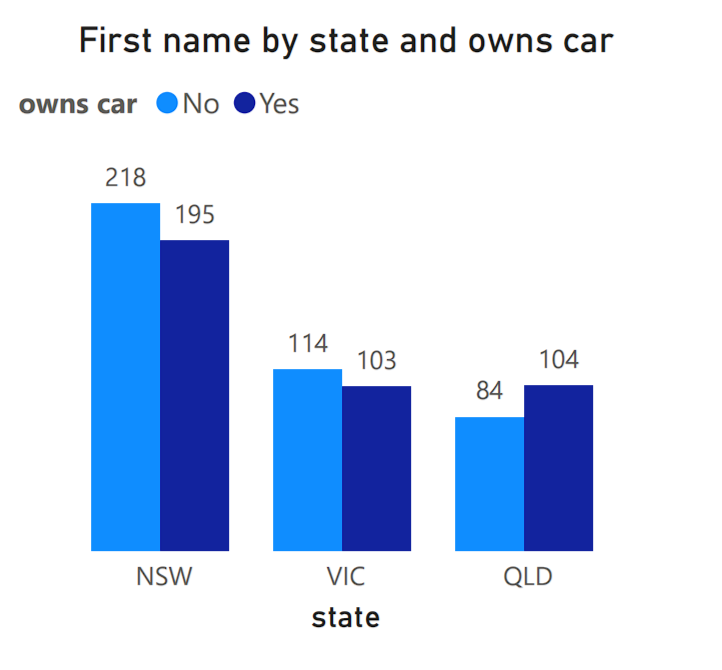 First name by state and owns car
owns car No Yes
218
195
114
103
84
104
NSW VIC QLD
state